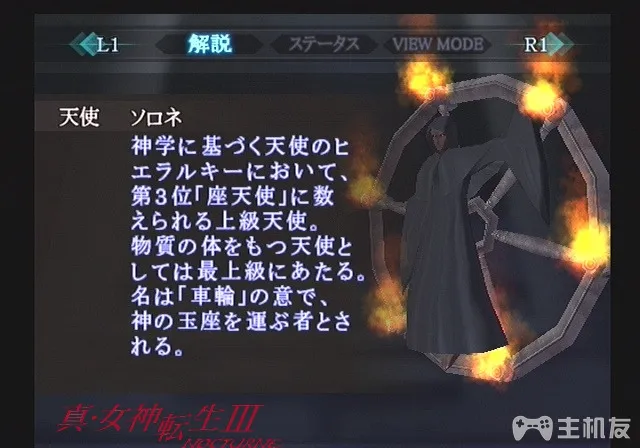 L1 解説 ステータス VIEW MODE R1
天使 ソロネ
神学に基づく天使のヒ
エラルキーにおいて、
第3位「座天使」に数
えられる上級天使。
物質の体をもつ天使と
しては最上級にあたる。
名は「車輪」の意で、
神の玉座を運ぶ者とさ
れる。
真・女神転生III
NOCTURNE
主机友